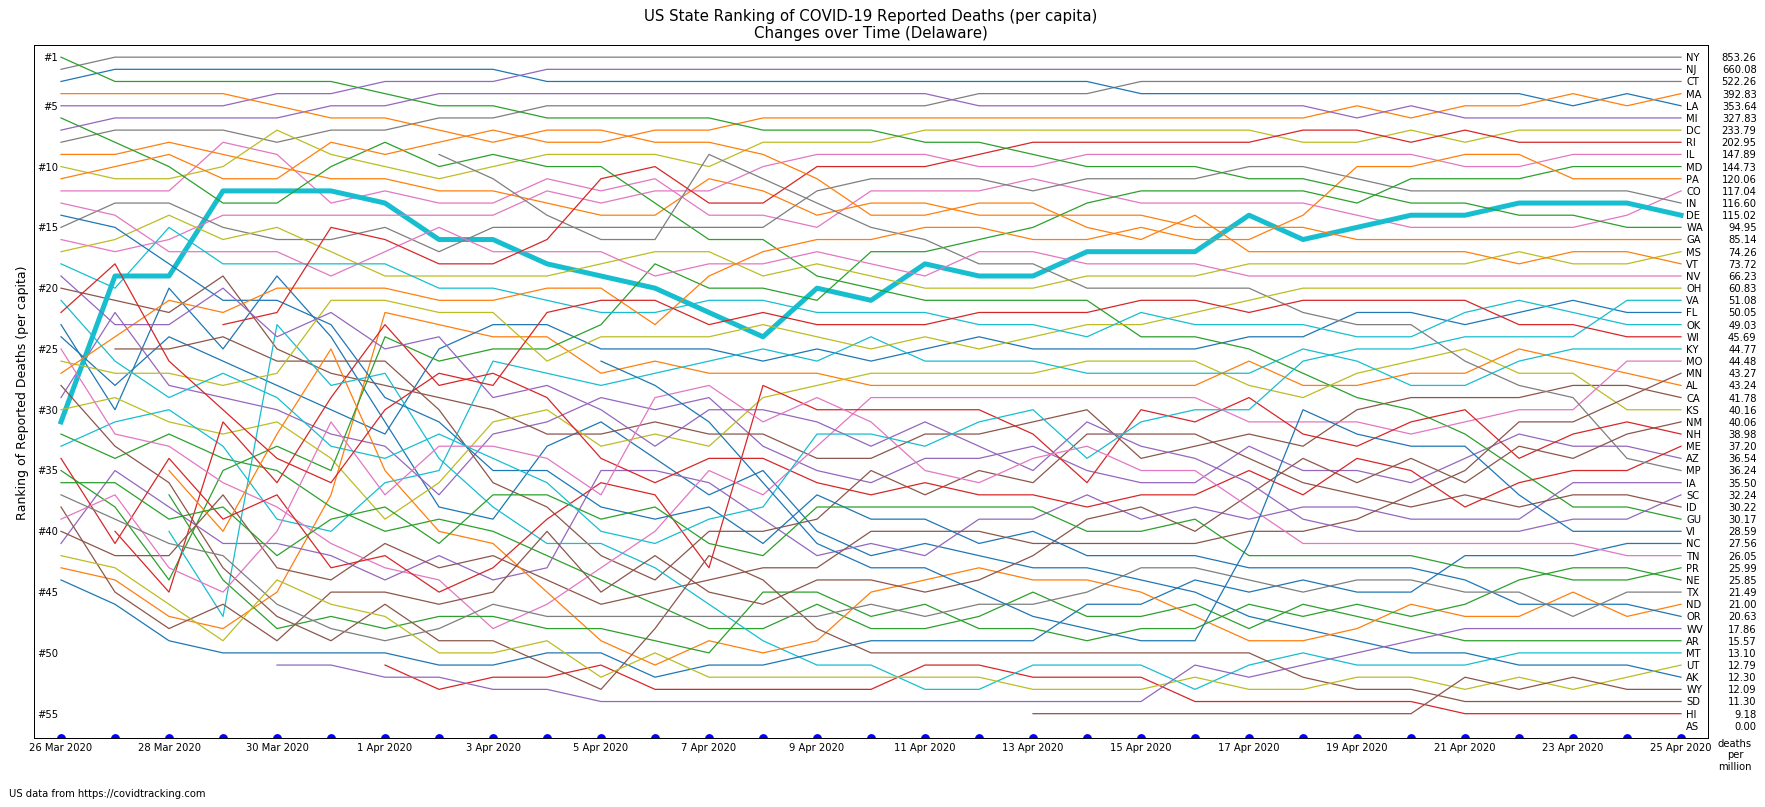 US State Ranking of COVID-19 Reported Deaths (per capita)
Changes over Time (Delaware)
Ranking of Reported Deaths (per capita)
#1
#5
#10
#15
#20
#25
#30
#35
#40
#45
#50
#55
NY 853.26
NJ 660.08
CT 522.26
MA 392.83
LA 353.64
MI 327.83
DC 233.79
RI 202.95
IL 147.89
MD 144.73
PA 120.06
CO 117.04
IN 116.60
DE 115.02
WA 94.95
GA 85.14
MS 74.26
VT 73.72
NV 66.23
OH 60.83
VA 51.08
FL 50.05
OK 49.03
WI 45.69
KY 44.77
MO 44.48
MN 43.27
AL 43.24
CA 41.78
KS 40.16
NM 40.06
NH 38.98
ME 37.20
AZ 36.54
MP 36.24
IA 35.50
SC 32.24
ID 30.22
GU 30.17
VI 28.59
NC 27.56
TN 26.05
PR 25.99
NE 25.85
TX 21.49
ND 21.00
OR 20.63
WV 17.86
AR 15.57
MT 13.10
UT 12.79
AK 12.30
WY 12.09
SD 11.30
HI 9.18
AS 0.00
26 Mar 2020 28 Mar 2020 30 Mar 2020 1 Apr 2020 3 Apr 2020 5 Apr 2020 7 Apr 2020 9 Apr 2020 11 Apr 2020 13 Apr 2020 15 Apr 2020 17 Apr 2020 19 Apr 2020 21 Apr 2020 23 Apr 2020 25 Apr 2020
deaths
per
million
US data from https://covidtracking.com